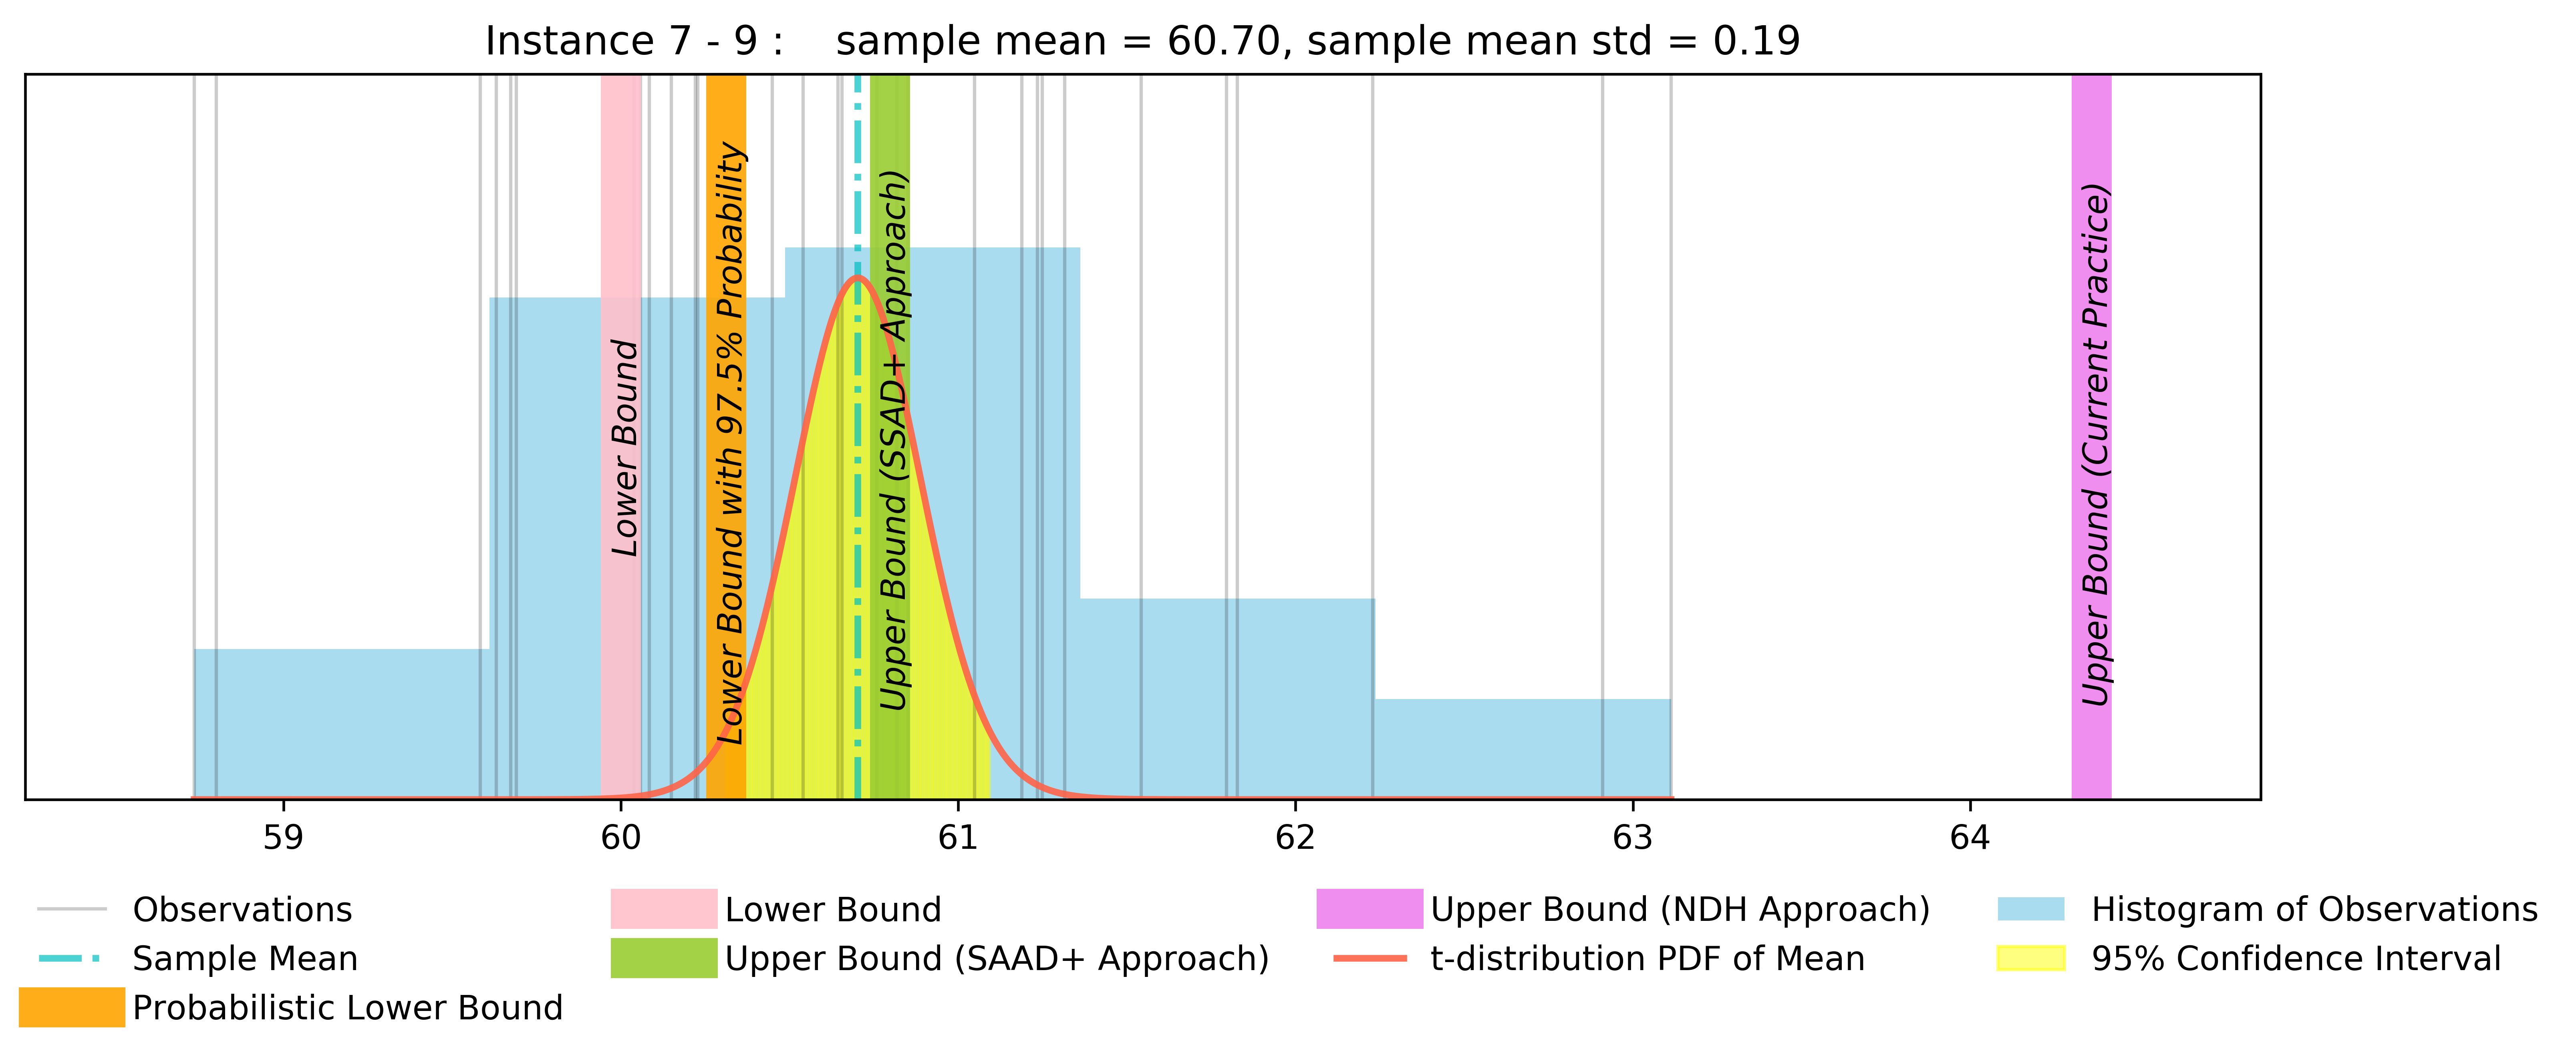 Instance 7 - 9 :    sample mean = 60.70, sample mean std = 0.19
Lower Bound
Lower Bound with 97.5% Probability
Upper Bound (SSAD+ Approach)
Upper Bound (Current Practice)
59 60 61 62 63 64
Observations
Sample Mean
Probabilistic Lower Bound
Lower Bound
Upper Bound (SAAD+ Approach)
Upper Bound (NDH Approach)
t-distribution PDF of Mean
Histogram of Observations
95% Confidence Interval